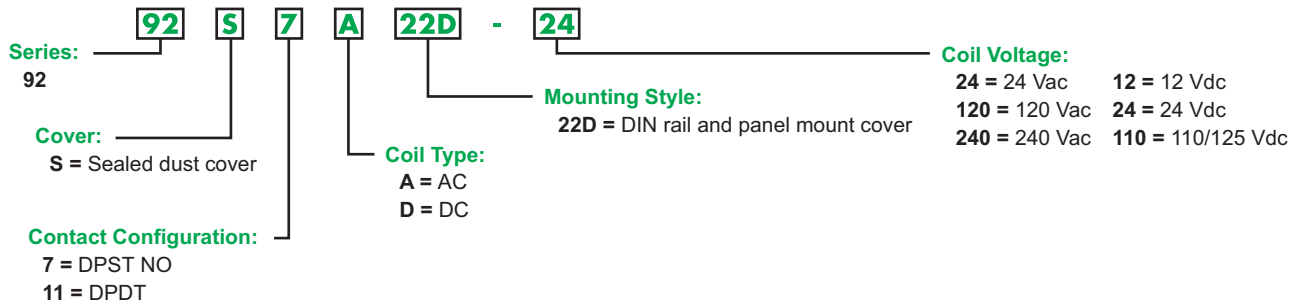 92 S 7 A 22D - 24
Series:
92
Cover:
S = Sealed dust cover
Contact Configuration:
7 = DPST NO
11 = DPDT
Coil Type:
A = AC
D = DC
Mounting Style:
22D = DIN rail and panel mount cover
Coil Voltage:
24 = 24 Vac 12 = 12 Vdc
120 = 120 Vac 24 = 24 Vdc
240 = 240 Vac 110 = 110/125 Vdc